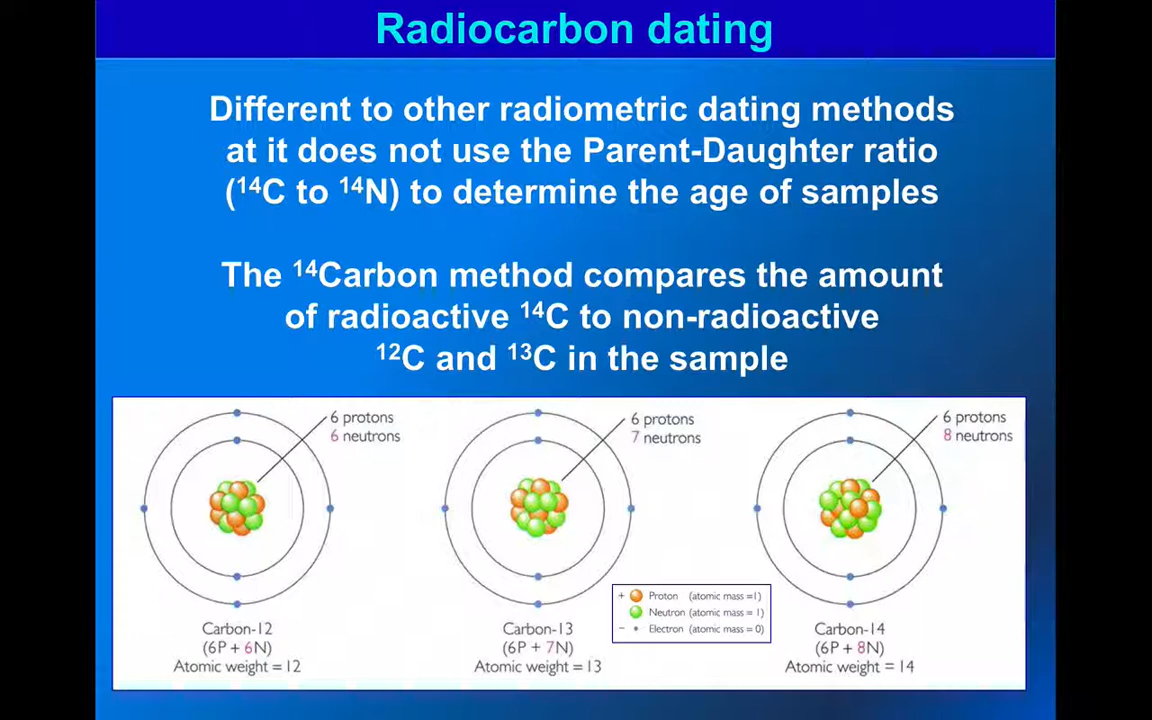 Radiocarbon dating
Different to other radiometric dating methods
at it does not use the Parent-Daughter ratio
(¹⁴C to ¹⁴N) to determine the age of samples
The ¹⁴Carbon method compares the amount
of radioactive ¹⁴C to non-radioactive
¹²C and ¹³C in the sample
6 protons
6 neutrons
6 protons
7 neutrons
6 protons
8 neutrons
+ Proton (atomic mass =1)
Neutron (atomic mass = 1)
− • Electron (atomic mass =0)
Carbon-12
(6P + 6N)
Atomic weight = 12
Carbon-13
(6P + 7N)
Atomic weight = 13
Carbon-14
(6P + 8N)
Atomic weight = 14